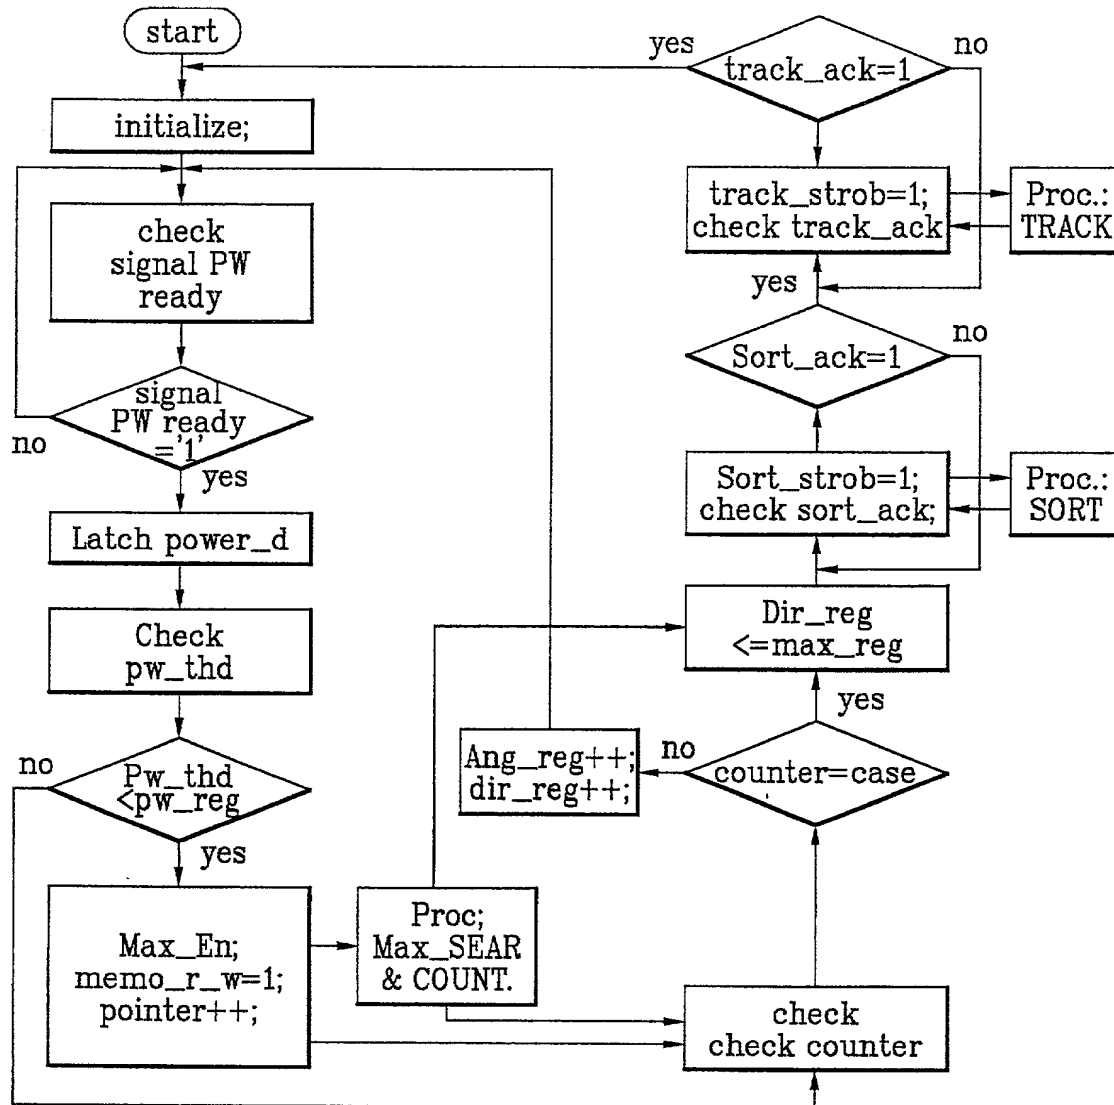 start
initialize;
check
signal PW
ready
signal
PW ready
='1'
no
yes
Latch power_d
Check
pw_thd
no
Pw_thd
<pw_reg
yes
Max_En;
memo_r_w=1;
pointer++;
Proc;
Max_SEAR
& COUNT.
check
check counter
counter=case
no
yes
Ang_reg++;
dir_reg++;
Dir_reg
<=max_reg
Sort_strob=1;
check sort_ack;
Proc.:
SORT
Sort_ack=1
no
yes
track_strob=1;
check track_ack
Proc.:
TRACK
track_ack=1
yes
no